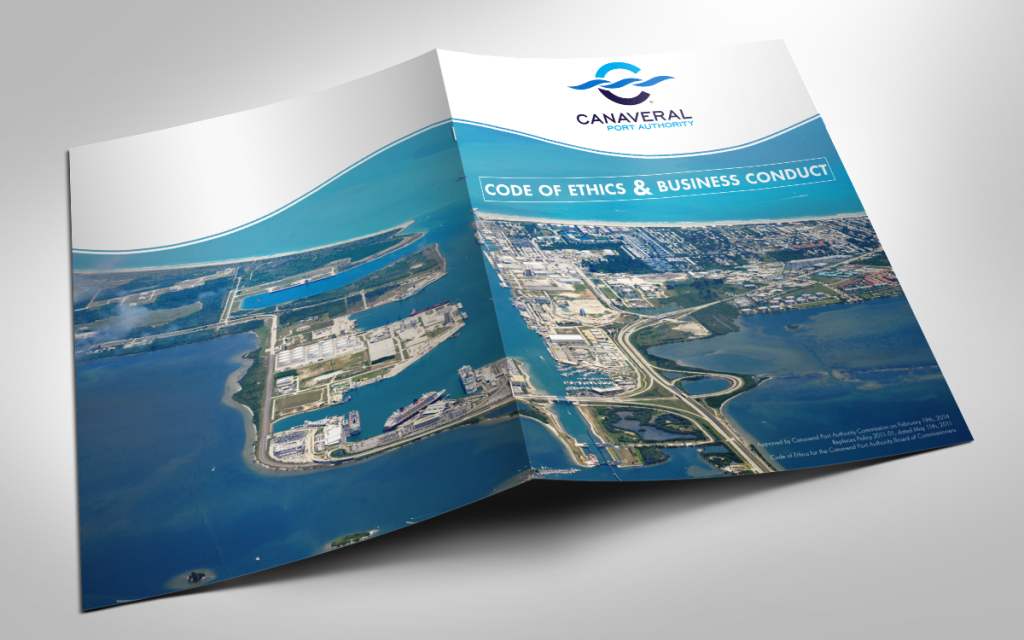 CANAVERAL
PORT AUTHORITY
CODE OF ETHICS & BUSINESS CONDUCT
Approved by Canaveral Port Authority Commission on February 19th, 2014
Replaces Policy 2011-01, dated May 11th, 2011
Code of Ethics for the Canaveral Port Authority Board of Commissioners